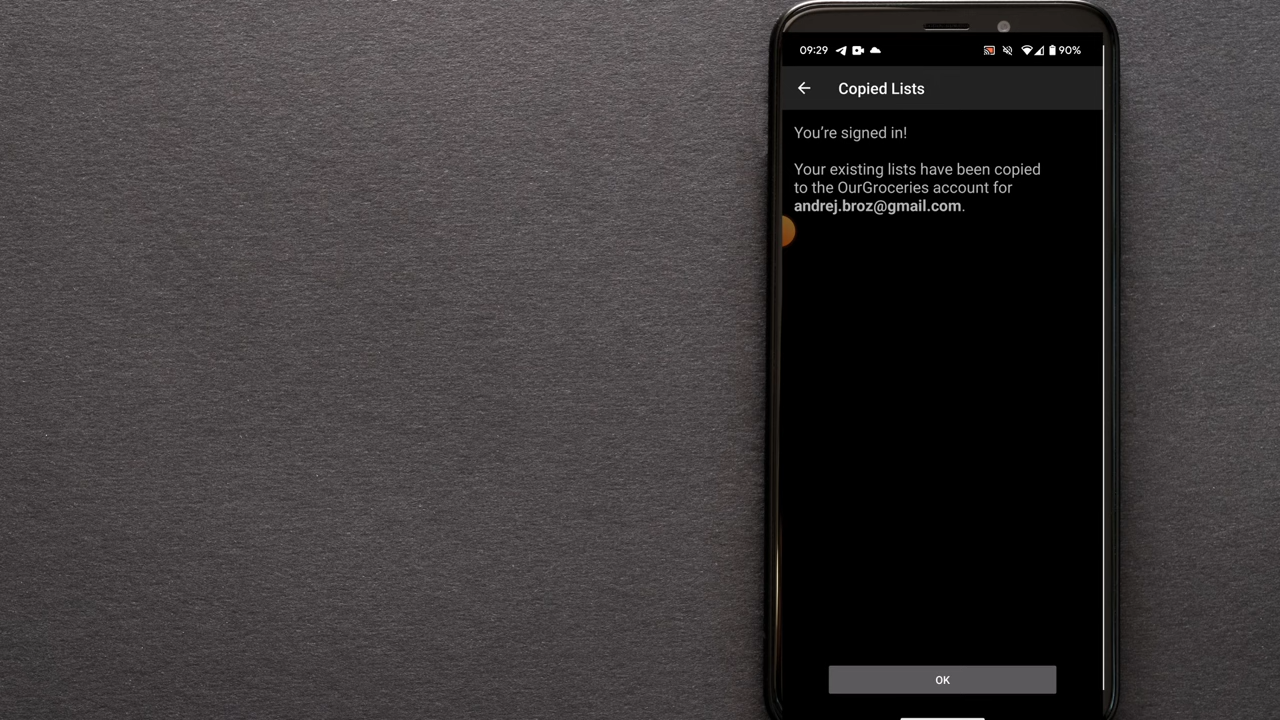 09:29 90%
Copied Lists
You're signed in!
Your existing lists have been copied
to the OurGroceries account for
andrej.broz@gmail.com.
OK